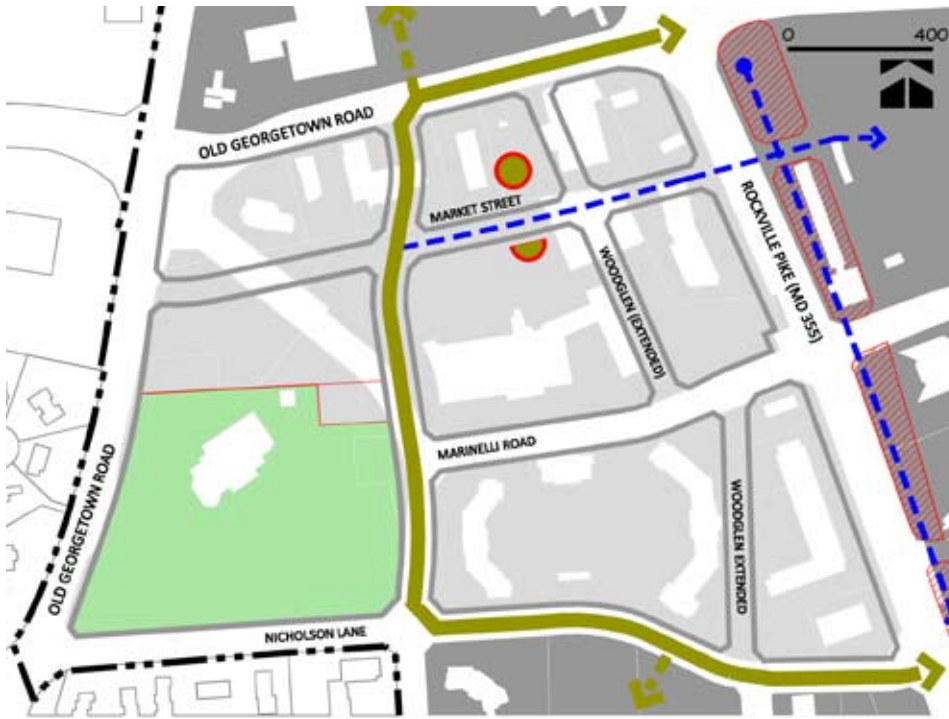 0 400
OLD GEORGETOWN ROAD
MARKET STREET
ROCKVILLE PIKE (MD 355)
WOODGLEN (EXTENDED)
MARINELLI ROAD
OLD GEORGETOWN ROAD
WOODGLEN EXTENDED
NICHOLSON LANE